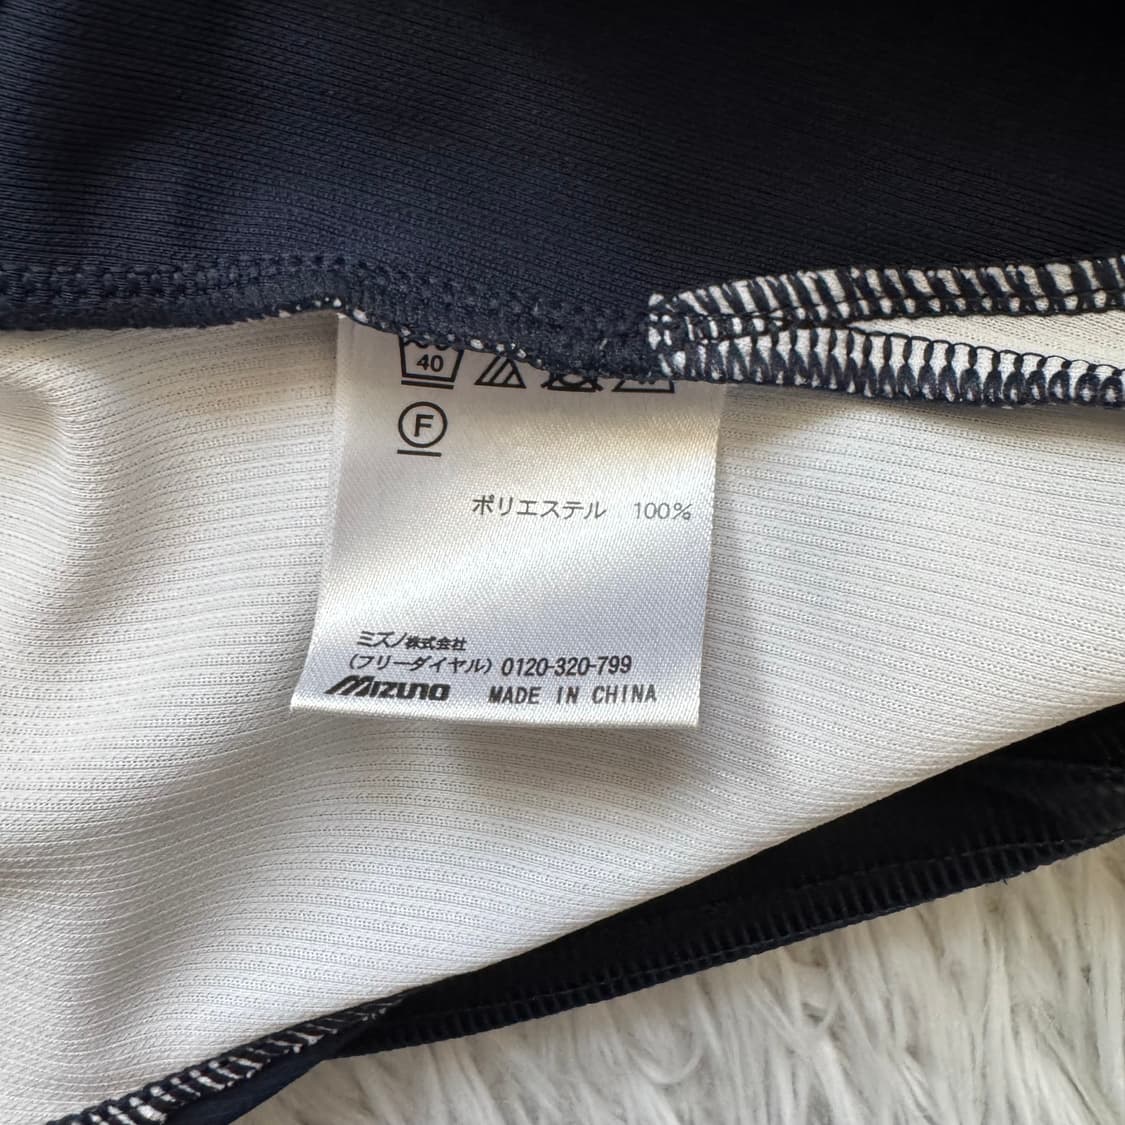 40
F
ポリエステル 100%
ミズノ株式会社
(フリーダイヤル) 0120-320-799
Mizuno MADE IN CHINA